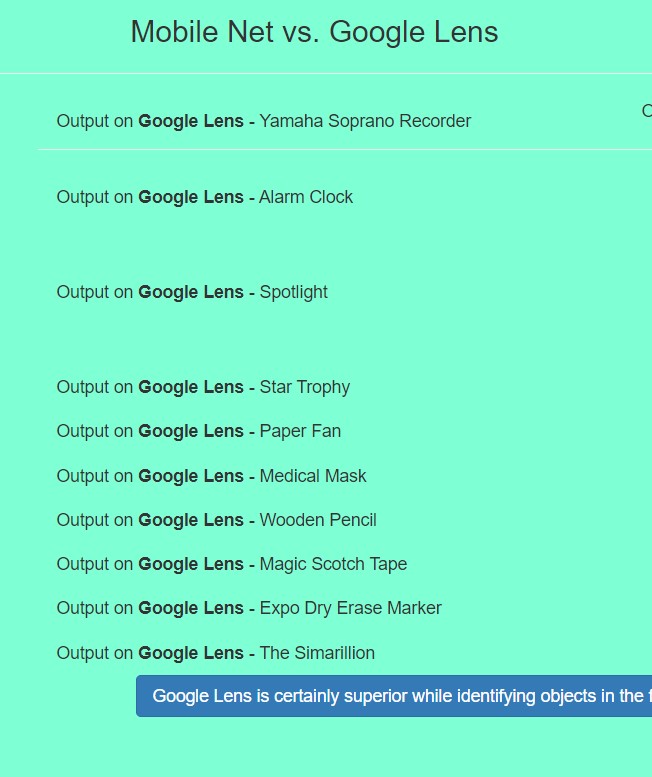 Mobile Net vs. Google Lens
Output on Google Lens - Yamaha Soprano Recorder
Output on Google Lens - Alarm Clock
Output on Google Lens - Spotlight
Output on Google Lens - Star Trophy
Output on Google Lens - Paper Fan
Output on Google Lens - Medical Mask
Output on Google Lens - Wooden Pencil
Output on Google Lens - Magic Scotch Tape
Output on Google Lens - Expo Dry Erase Marker
Output on Google Lens - The Simarillion
Google Lens is certainly superior while identifying objects in the